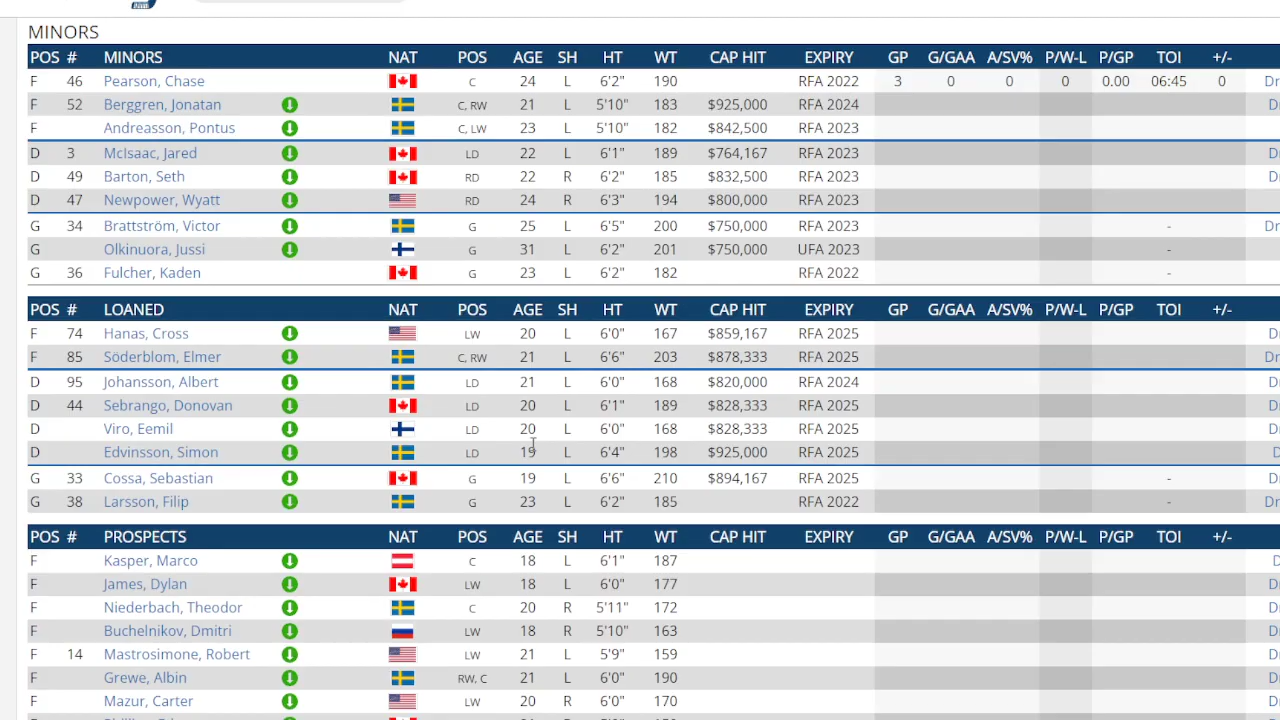 MINORS
POS # MINORS NAT POS AGE SH HT WT CAP HIT EXPIRY GP G/GAA A/SV% P/W-L P/GP TOI +/-
F 46 Pearson, Chase C 24 L 6'2" 190 RFA 2022 3 0 0 0 0.00 06:45 0 Dr
F 52 Berggren, Jonatan C, RW 21 L 5'10" 183 $925,000 RFA 2024 D
F Andreasson, Pontus C, LW 23 L 5'10" 182 $842,500 RFA 2023
D 3 McIsaac, Jared LD 22 L 6'1" 189 $764,167 RFA 2023 Di
D 49 Barton, Seth RD 22 R 6'2" 185 $832,500 RFA 2023 D
D 47 Newpower, Wyatt RD 24 R 6'3" 194 $800,000 RFA 2023
G 34 Brattström, Victor G 25 L 6'5" 200 $750,000 RFA 2023 - Dr
G Olkinuora, Jussi G 31 L 6'2" 201 $750,000 UFA 2023 -
G 36 Fulcher, Kaden G 23 L 6'2" 182 RFA 2022 -
POS # LOANED NAT POS AGE SH HT WT CAP HIT EXPIRY GP G/GAA A/SV% P/W-L P/GP TOI +/-
F 74 Hanas, Cross LW 20 L 6'0" 167 $859,167 RFA 2025 D
F 85 Söderblom, Elmer C, RW 21 L 6'6" 203 $878,333 RFA 2025 Dr
D 95 Johansson, Albert LD 21 L 6'0" 168 $820,000 RFA 2024 D
D 44 Sebrango, Donovan LD 20 L 6'1" 189 $828,333 RFA 2025 D
D Viro, Eemil LD 20 L 6'0" 168 $828,333 RFA 2025 D
D Edvinsson, Simon LD 19 L 6'4" 198 $925,000 RFA 2025 D
G 33 Cossa, Sebastian G 19 L 6'6" 210 $894,167 RFA 2025 - D
G 38 Larsson, Filip G 23 L 6'2" 185 RFA 2022 - D
POS # PROSPECTS NAT POS AGE SH HT WT CAP HIT EXPIRY GP G/GAA A/SV% P/W-L P/GP TOI +/-
F Kasper, Marco C 18 L 6'1" 187 D
F James, Dylan LW 18 L 6'0" 177 D
F Niederbach, Theodor C 20 R 5'11" 172 D
F Buchelnikov, Dmitri LW 18 R 5'10" 163 D
F 14 Mastrosimone, Robert LW 21 L 5'9" 159 D
F Grewe, Albin RW, C 21 L 6'0" 190 D
F Mazur, Carter LW 20 R 6'0" D